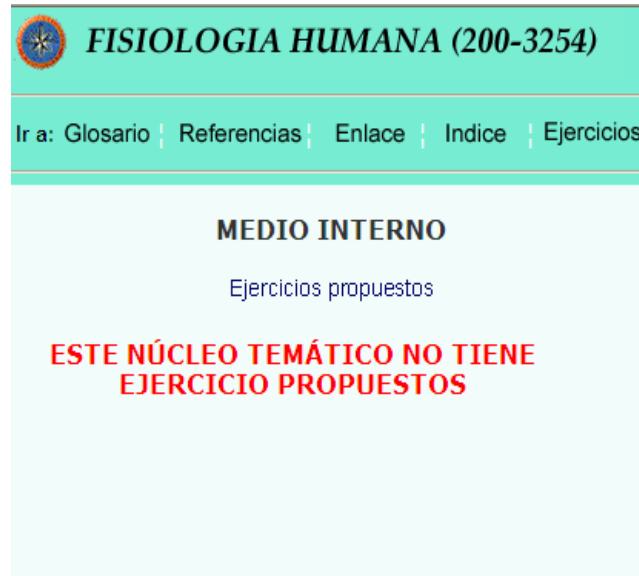 FISIOLOGIA HUMANA (200-3254)
Ir a: Glosario Referencias Enlace Indice Ejercicios
MEDIO INTERNO
Ejercicios propuestos
ESTE NÚCLEO TEMÁTICO NO TIENE
EJERCICIO PROPUESTOS